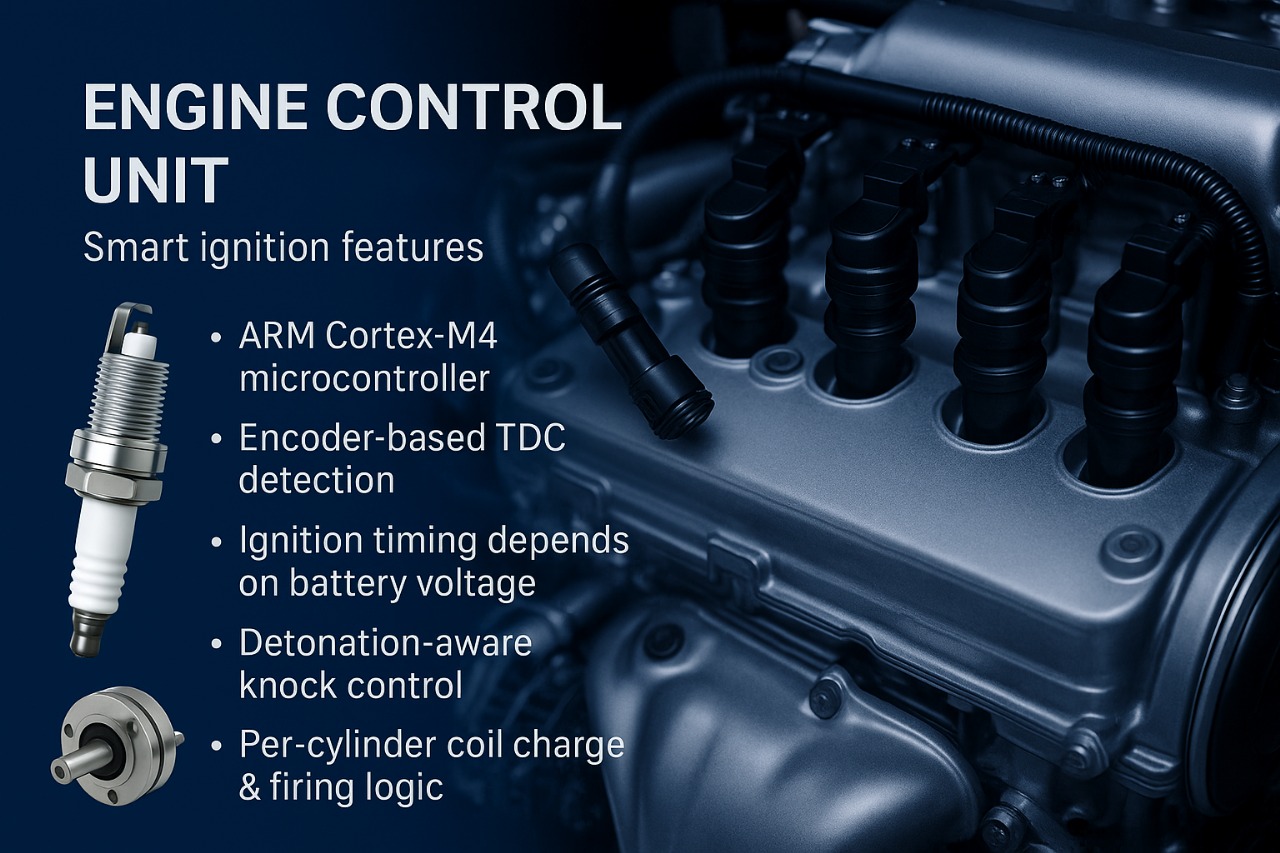 ENGINE CONTROL
UNIT
Smart ignition features
• ARM Cortex-M4
microcontroller
• Encoder-based TDC
detection
• Ignition timing depends
on battery voltage
• Detonation-aware
knock control
• Per-cylinder coil charge
& firing logic